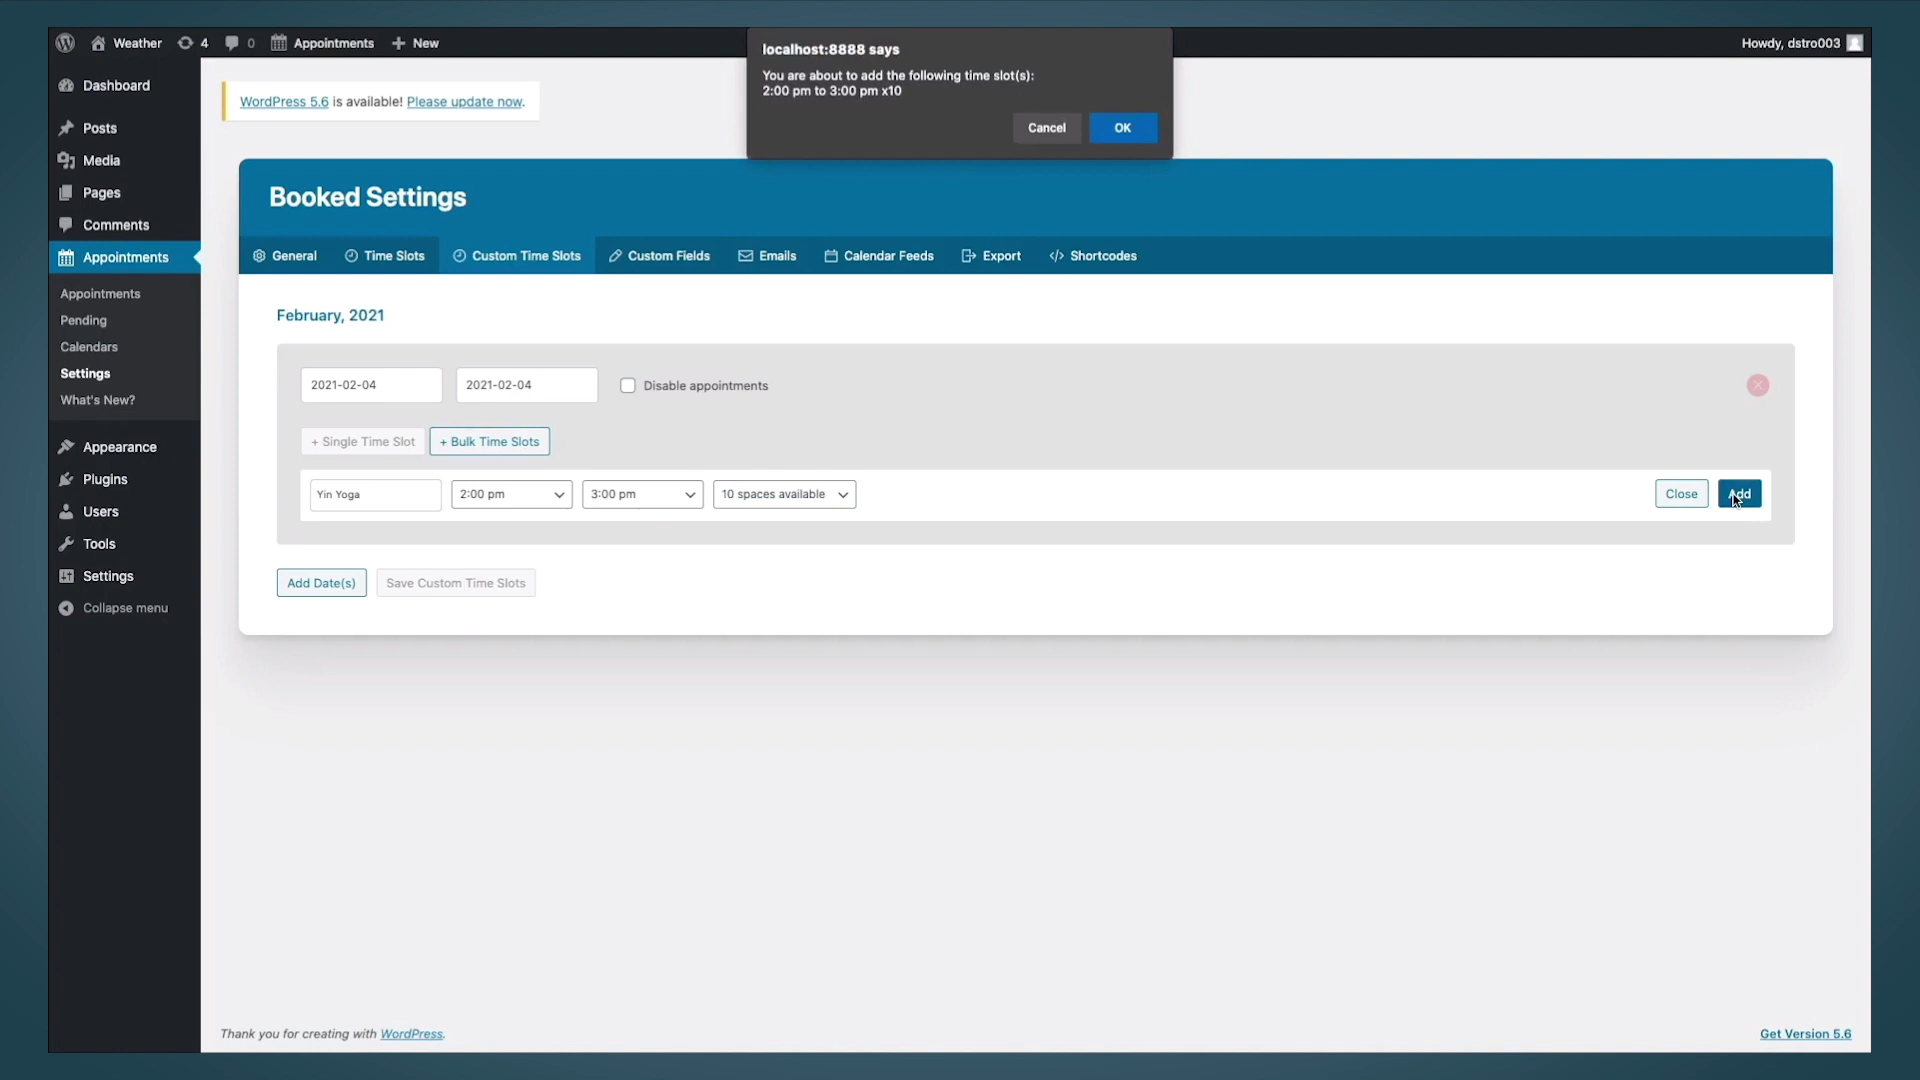 Weather
4
0
Appointments
New
Howdy, dstro003
localhost:8888 says
You are about to add the following time slot(s):
2:00 pm to 3:00 pm x10
Cancel
OK
Dashboard
Posts
Media
Pages
Comments
Appointments
Appointments
Pending
Calendars
Settings
What's New?
Appearance
Plugins
Users
Tools
Settings
Collapse menu
WordPress 5.6 is available! Please update now.
Booked Settings
General
Time Slots
Custom Time Slots
Custom Fields
Emails
Calendar Feeds
Export
</> Shortcodes
February, 2021
2021-02-04
2021-02-04
Disable appointments
+ Single Time Slot
+ Bulk Time Slots
Yin Yoga
2:00 pm
3:00 pm
10 spaces available
Close
Add
Add Date(s)
Save Custom Time Slots
Thank you for creating with WordPress.
Get Version 5.6